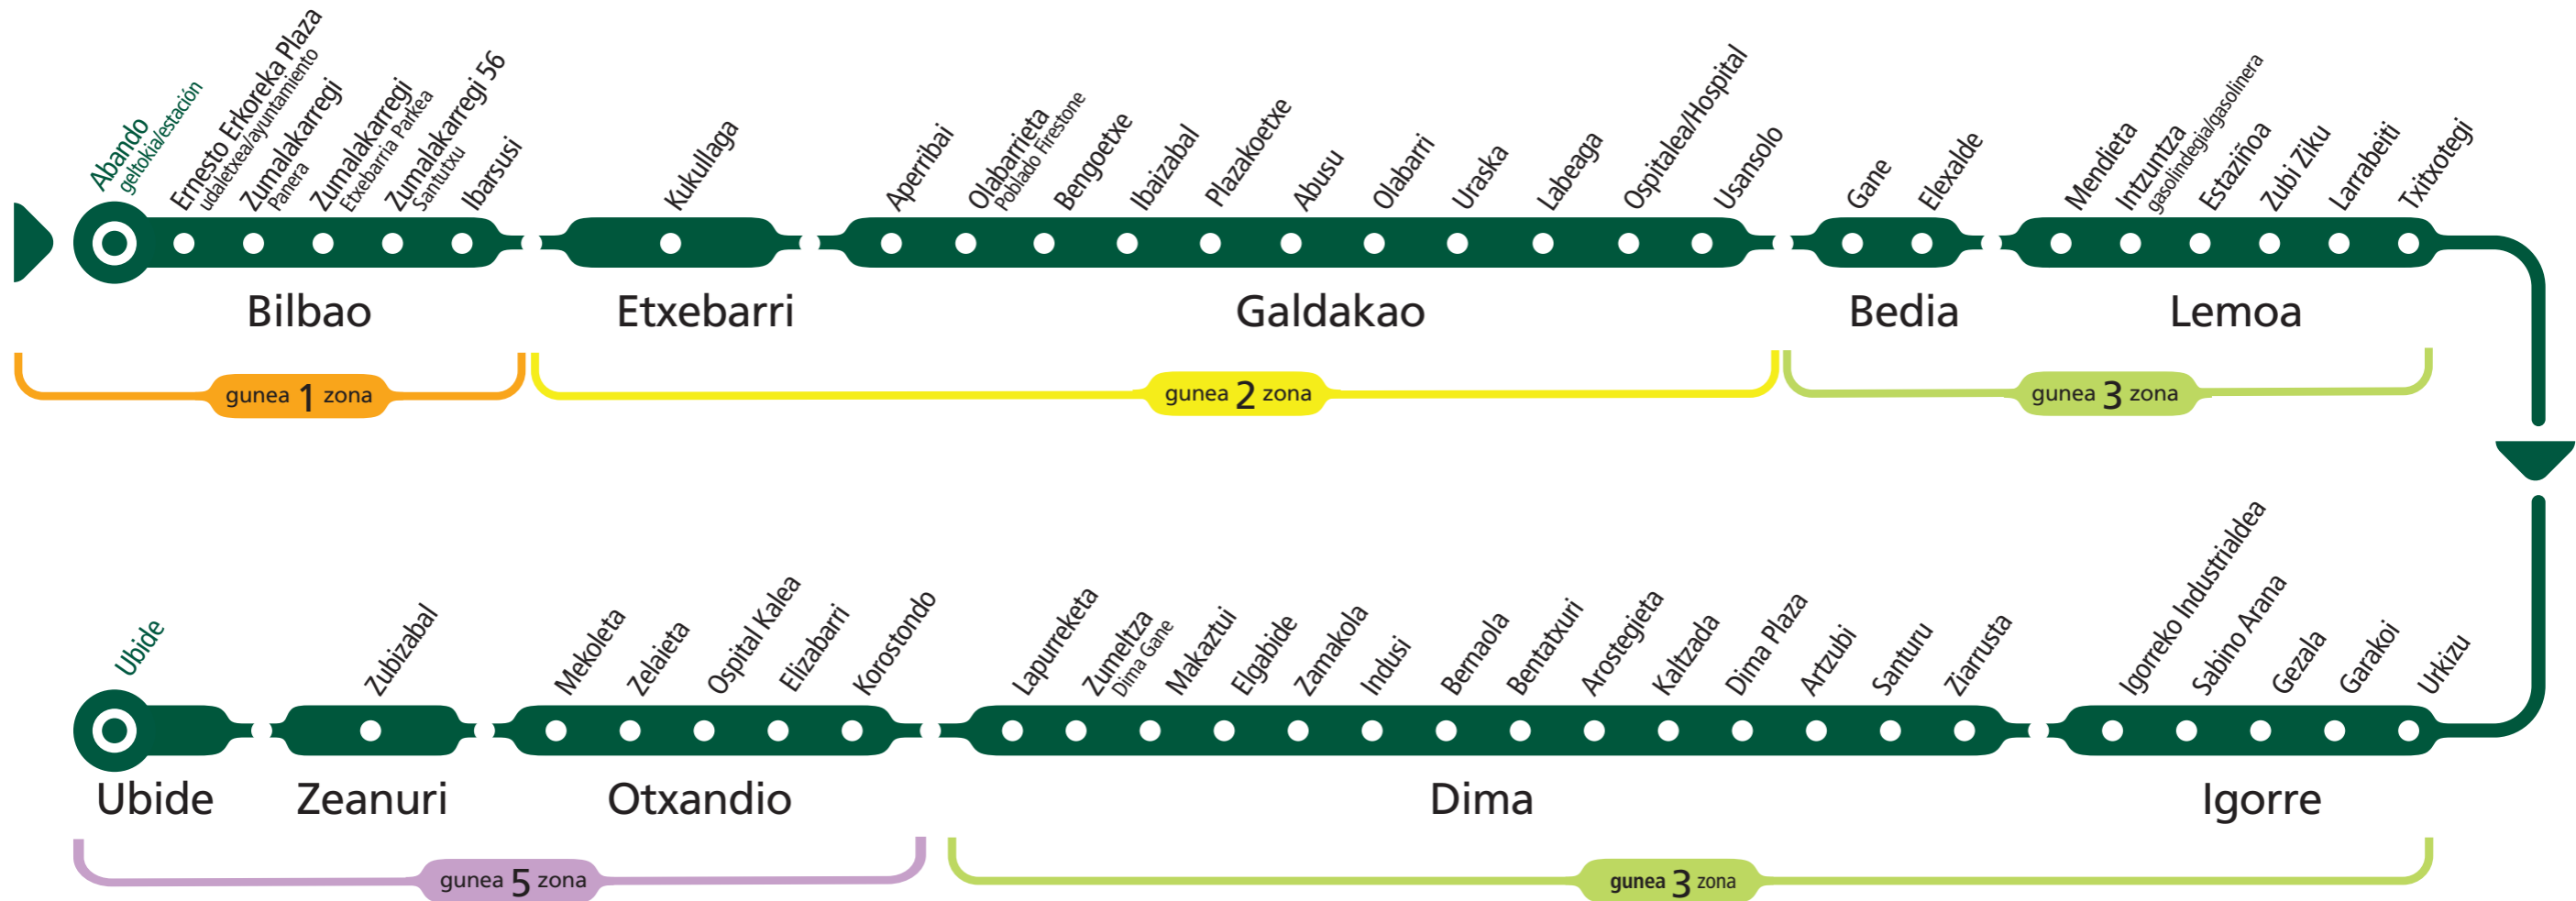 Abando
geltokia/estación
Ernesto Erkoreka Plaza
udaletxea/ayuntamiento
Zumalakarregi
Panera
Zumalakarregi
Etxebarria Parkea
Zumalakarregi 56
Santutxu
Ibarsusi
Kukullaga
Aperribai
Olabarrieta
Poblado Firestone
Bengoetxe
Ibaizabal
Plazakoetxe
Abusu
Olabarri
Uraska
Labeaga
Ospitalea/Hospital
Usansolo
Gane
Elexalde
Mendieta
Intzuntza
gasolindegia/gasolinera
Estaziñoa
Zubi Ziku
Larrabeiti
Txitxotegi
Bilbao
Etxebarri
Galdakao
Bedia
Lemoa
gunea 1 zona
gunea 2 zona
gunea 3 zona
Ubide
Zubizabal
Mekoleta
Zelaieta
Ospital Kalea
Elizabarri
Korostondo
Lapurreketa
Zumeltza
Dima Gane
Makaztui
Elgabide
Zamakola
Indusi
Bernaola
Bentatxuri
Arostegieta
Kaltzada
Dima Plaza
Artzubi
Santuru
Ziarrusta
Igorreko Industrialdea
Sabino Arana
Gezala
Garakoi
Urkizu
Ubide
Zeanuri
Otxandio
Dima
Igorre
gunea 5 zona
gunea 3 zona